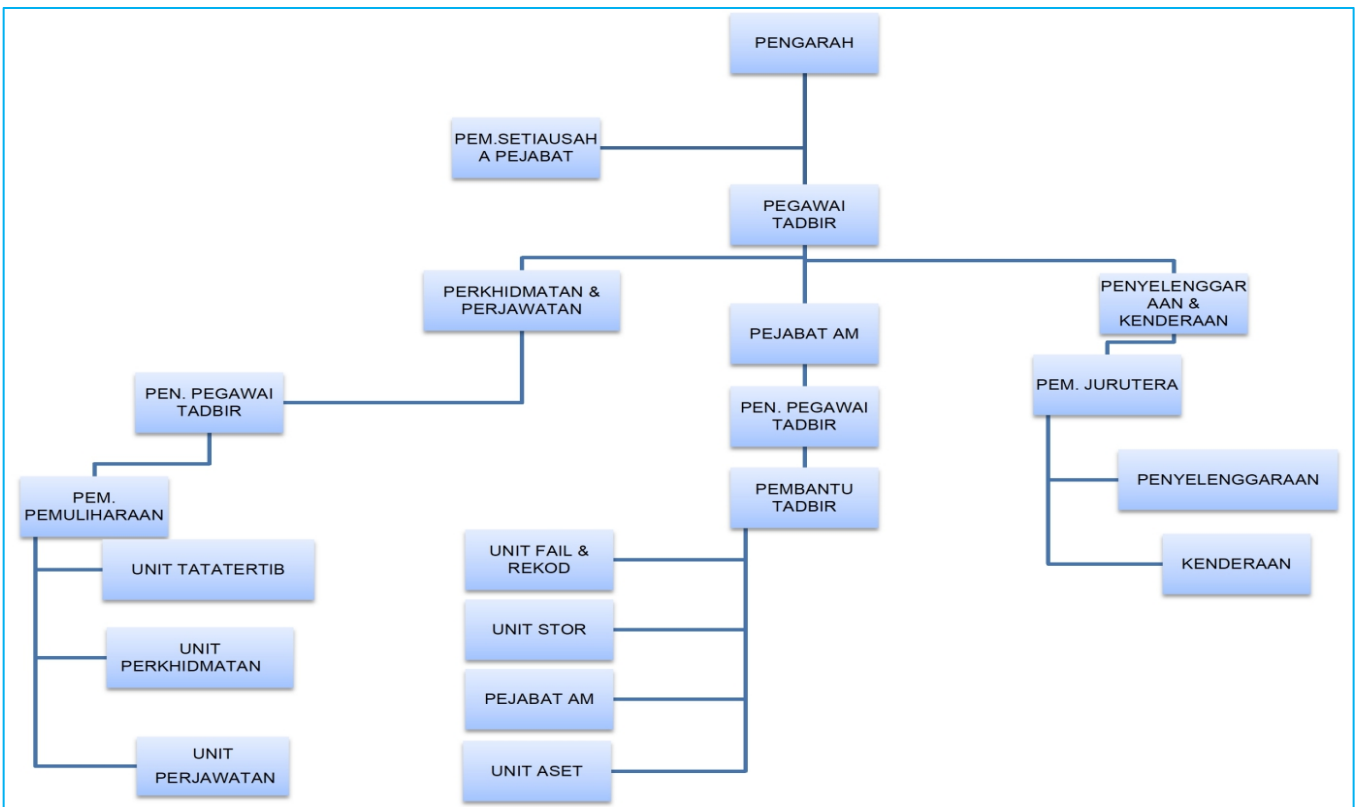 PENGARAH
PEM.SETIAUSAH
A PEJABAT
PEGAWAI
TADBIR
PERKHIDMATAN &
PERJAWATAN
PEJABAT AM
PENYELENGGAR
AAN &
KENDERAAN
PEN. PEGAWAI
TADBIR
PEN. PEGAWAI
TADBIR
PEM. JURUTERA
PEM.
PEMULIHARAAN
PEMBANTU
TADBIR
PENYELENGGARAAN
UNIT TATATERTIB
UNIT FAIL &
REKOD
KENDERAAN
UNIT
PERKHIDMATAN
UNIT STOR
PEJABAT AM
UNIT
PERJAWATAN
UNIT ASET